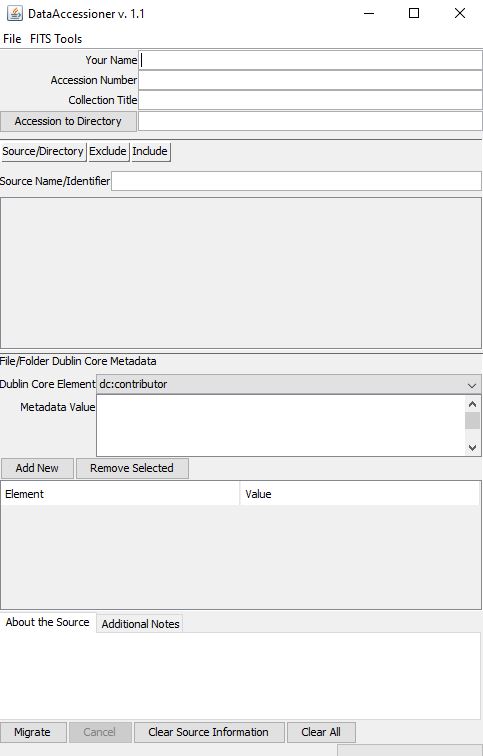 DataAccessioner v. 1.1
File FITS Tools
Your Name
Accession Number
Collection Title
Accession to Directory
Source/Directory Exclude Include
Source Name/Identifier
File/Folder Dublin Core Metadata
Dublin Core Element dc:contributor
Metadata Value
Add New Remove Selected
Element Value
About the Source Additional Notes
Migrate Cancel Clear Source Information Clear All